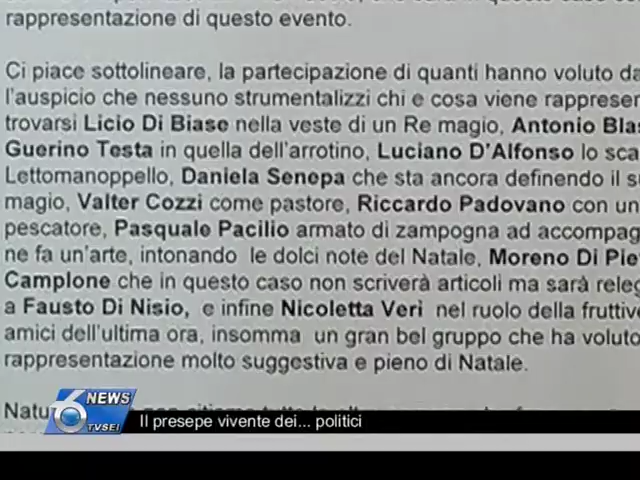 rappresentazione di questo evento.
Ci piace sottolineare, la partecipazione di quanti hanno voluto da
l'auspicio che nessuno strumentalizzi chi e cosa viene rappreser
trovarsi Licio Di Biase nella veste di un Re magio, Antonio Blas
Guerino Testa in quella dell'arrotino, Luciano D'Alfonso lo sca
Lettomanoppello, Daniela Senepa che sta ancora definendo il s
magio, Valter Cozzi come pastore, Riccardo Padovano con un
pescatore, Pasquale Pacilio armato di zampogna ad accompag
ne fa un'arte, intonando le dolci note del Natale, Moreno Di Pie
Camplone che in questo caso non scriverà articoli ma sarà releg
a Fausto Di Nisio, e infine Nicoletta Verì nel ruolo della fruttive
amici dell'ultima ora, insomma un gran bel gruppo che ha voluto
rappresentazione molto suggestiva e pieno di Natale.
Natu
6 NEWS
TVSEI
Il presepe vivente dei... politici